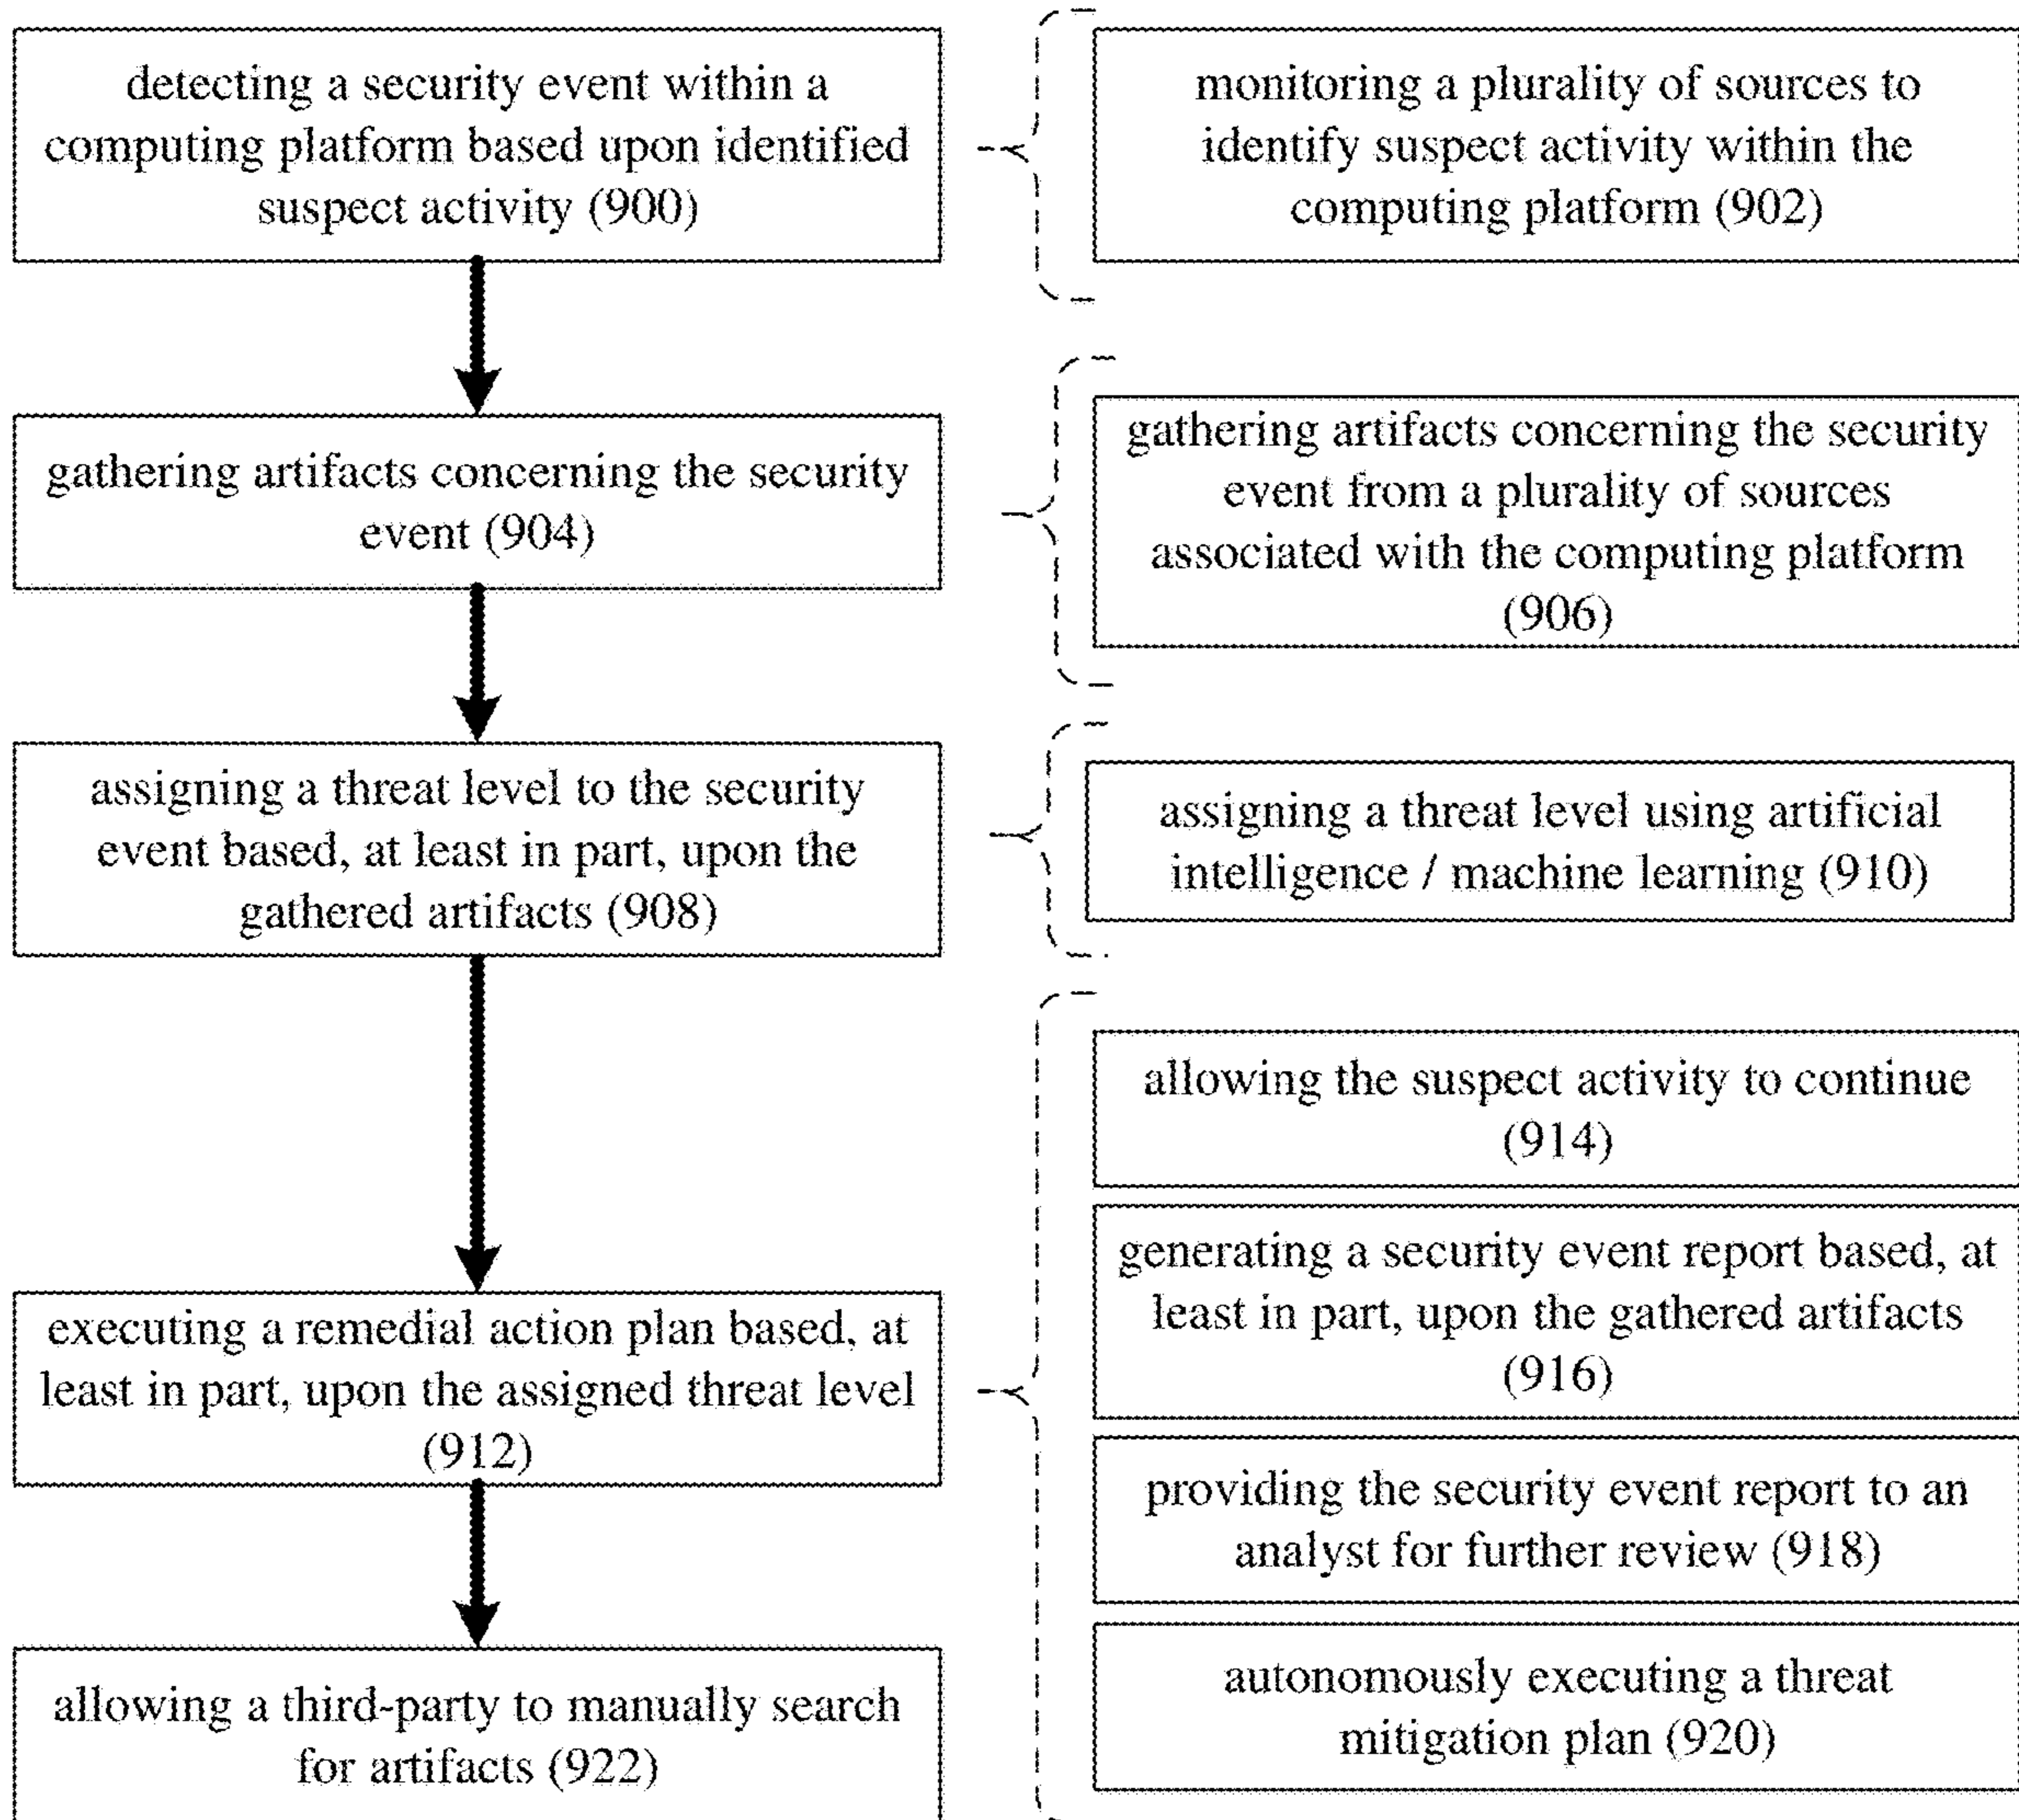 detecting a security event within a
computing platform based upon identified
suspect activity (900)
monitoring a plurality of sources to
identify suspect activity within the
computing platform (902)
gathering artifacts concerning the security
event (904)
gathering artifacts concerning the security
event from a plurality of sources
associated with the computing platform
(906)
assigning a threat level to the security
event based, at least in part, upon the
gathered artifacts (908)
assigning a threat level using artificial
intelligence / machine learning (910)
executing a remedial action plan based, at
least in part, upon the assigned threat level
(912)
allowing the suspect activity to continue
(914)
generating a security event report based, at
least in part, upon the gathered artifacts
(916)
providing the security event report to an
analyst for further review (918)
autonomously executing a threat
mitigation plan (920)
allowing a third-party to manually search
for artifacts (922)